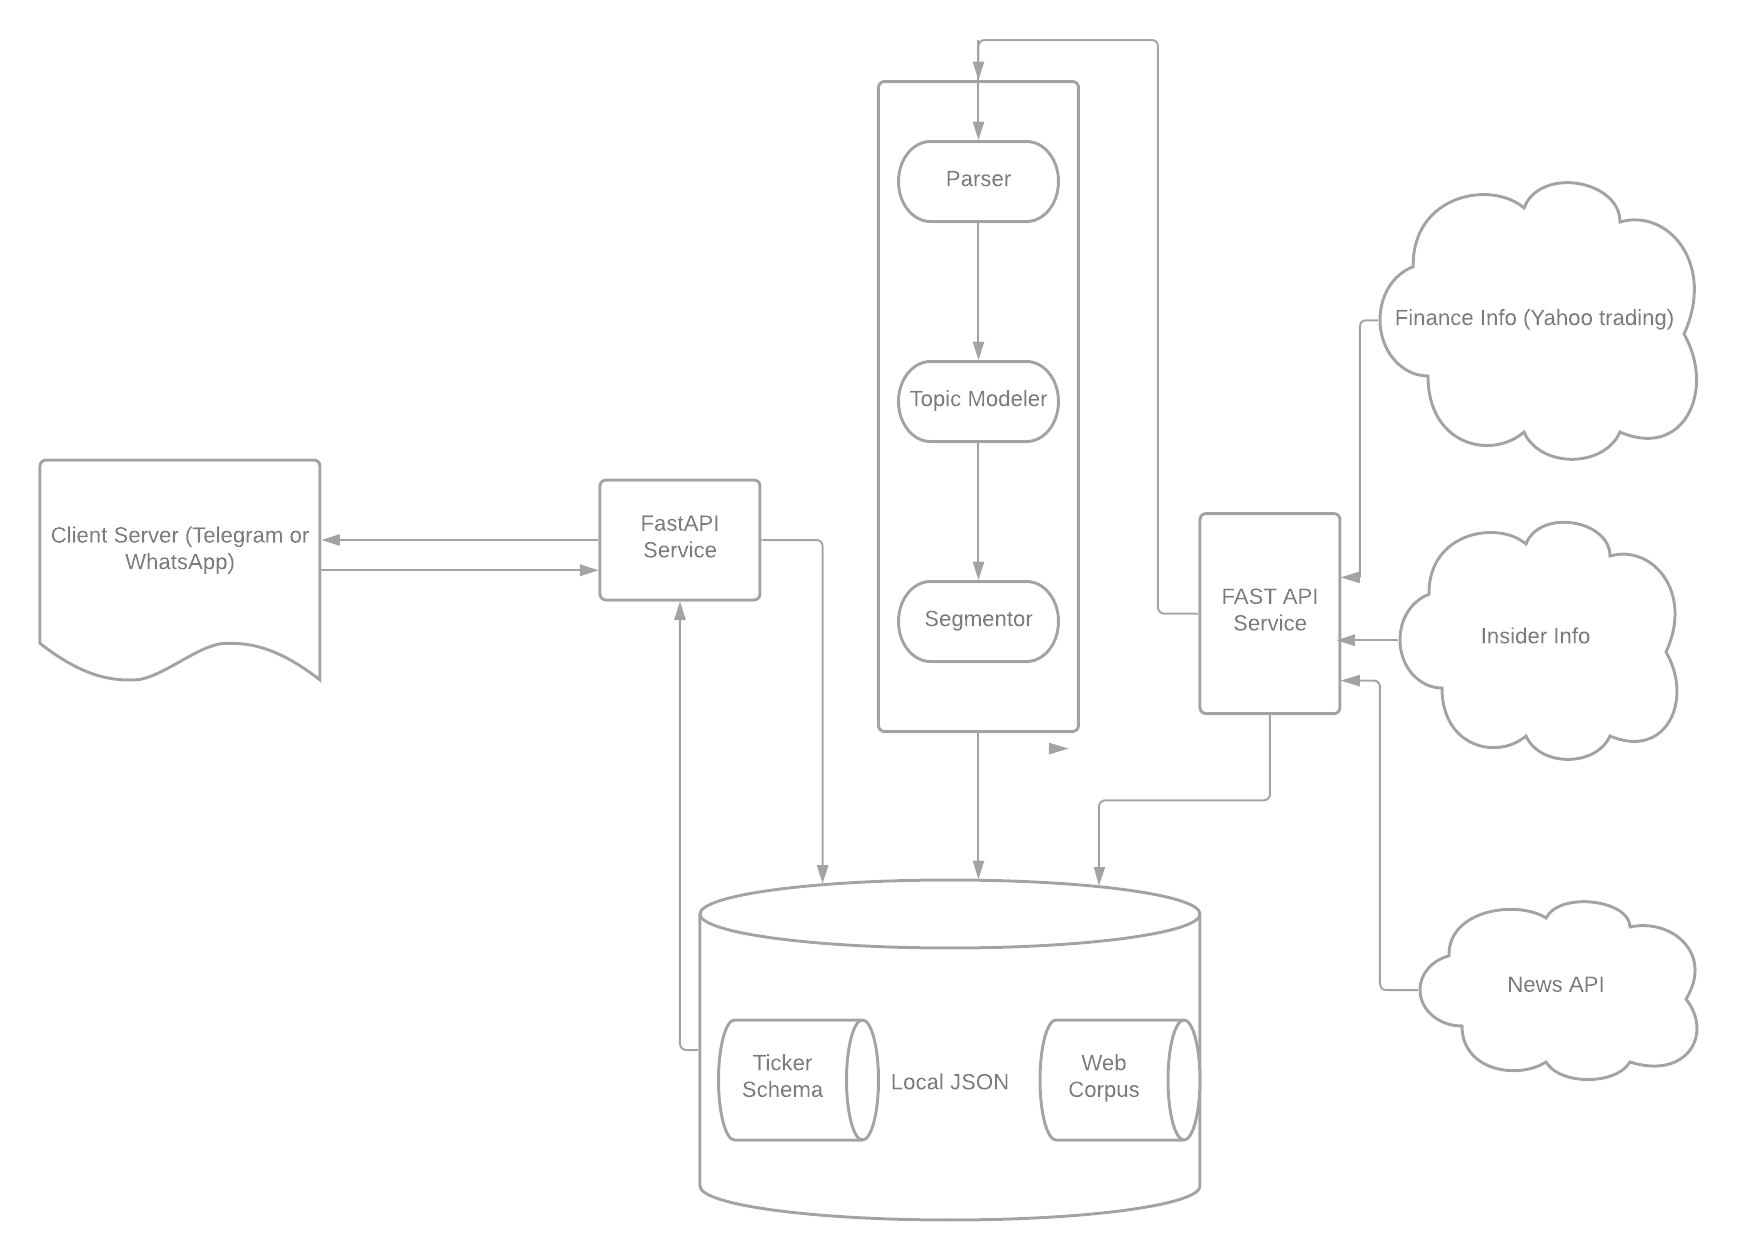 Parser
Finance Info (Yahoo trading)
Topic Modeler
Client Server (Telegram or
WhatsApp)
FastAPI
Service
Segmentor
FAST API
Service
Insider Info
News API
Ticker
Schema
Local JSON
Web
Corpus